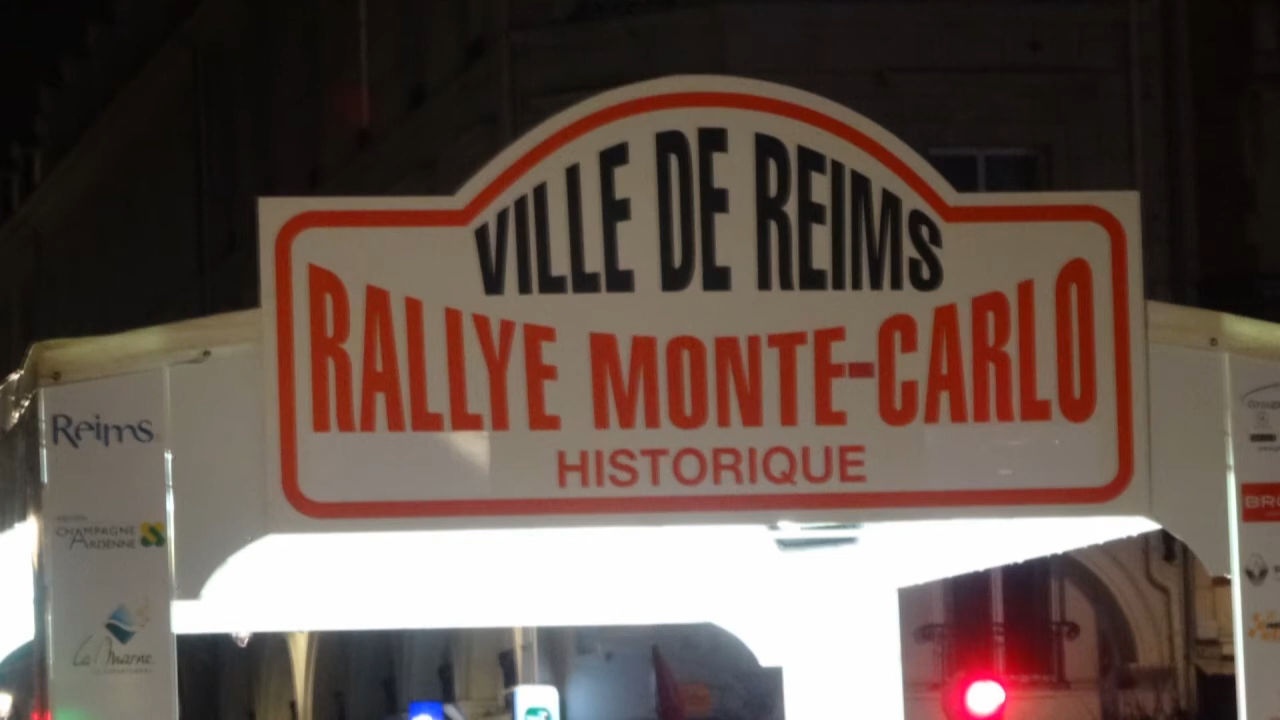 VILLE DE REIMS
RALLYE MONTE-CARLO
HISTORIQUE
Reims
CHAMPAGNE
ARDENNE
La Marne